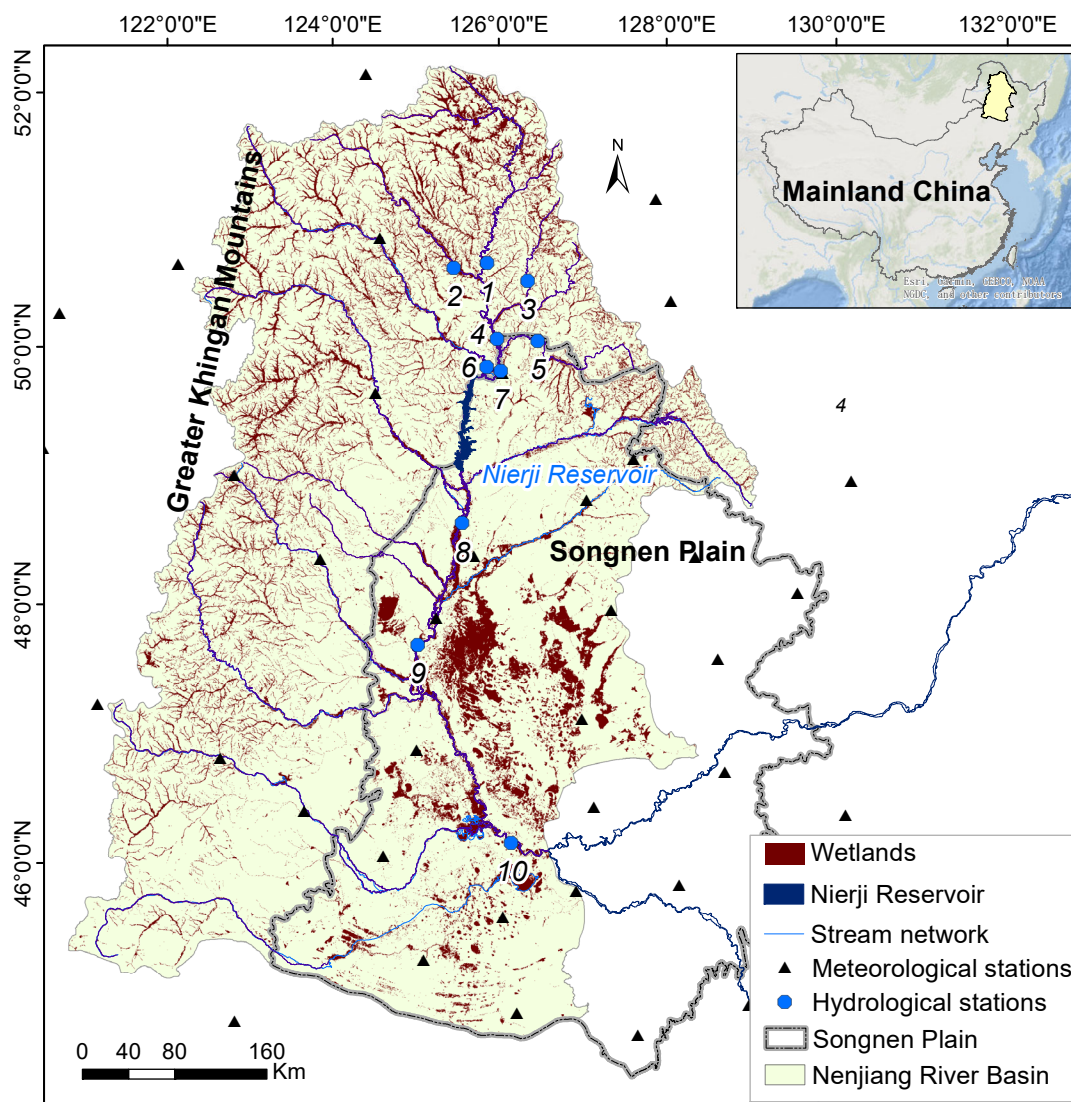 122°0'0"E
124°0'0"E
126°0'0"E
128°0'0"E
130°0'0"E
132°0'0"E
52°0'0"N
50°0'0"N
48°0'0"N
46°0'0"N
N
Mainland China
Esri, Garmin, GEBCO, NOAA
NGDC, and other contributors
Greater Khingan Mountains
2
1
3
4
5
6
7
4
Nierji Reservoir
8
Songnen Plain
9
10
Wetlands
Nierji Reservoir
Stream network
Meteorological stations
Hydrological stations
Songnen Plain
Nenjiang River Basin
0 40 80 160
Km